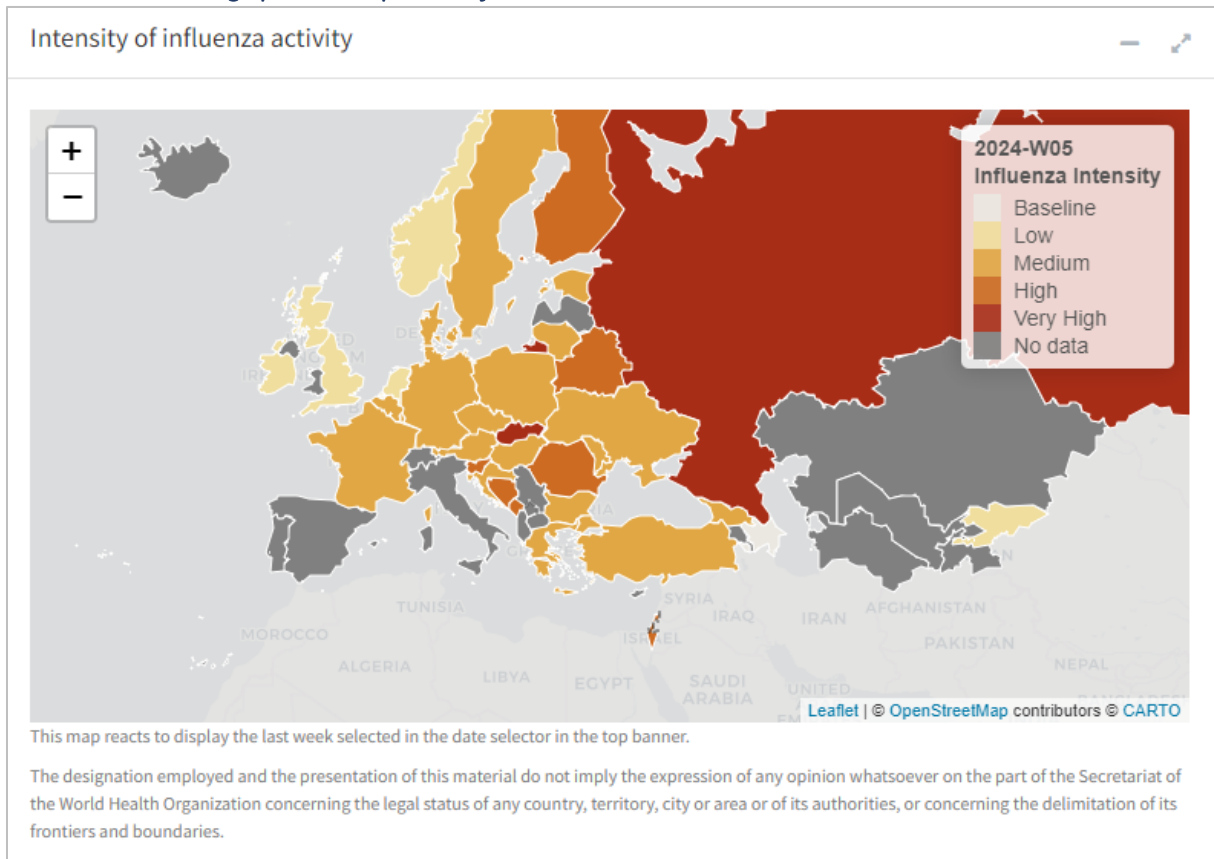 Intensity of influenza activity
+
−
2024-W05
Influenza Intensity
Baseline
Low
Medium
High
Very High
No data
TUNISIA
MOROCCO
ALGERIA
LIBYA
EGYPT
SYRIA
IRAQ
ISRAEL
SAUDI
ARABIA
IRAN
AFGHANISTAN
PAKISTAN
NEPAL
UNITED
Leaflet | © OpenStreetMap contributors © CARTO
This map reacts to display the last week selected in the date selector in the top banner.
The designation employed and the presentation of this material do not imply the expression of any opinion whatsoever on the part of the Secretariat of
the World Health Organization concerning the legal status of any country, territory, city or area or of its authorities, or concerning the delimitation of its
frontiers and boundaries.